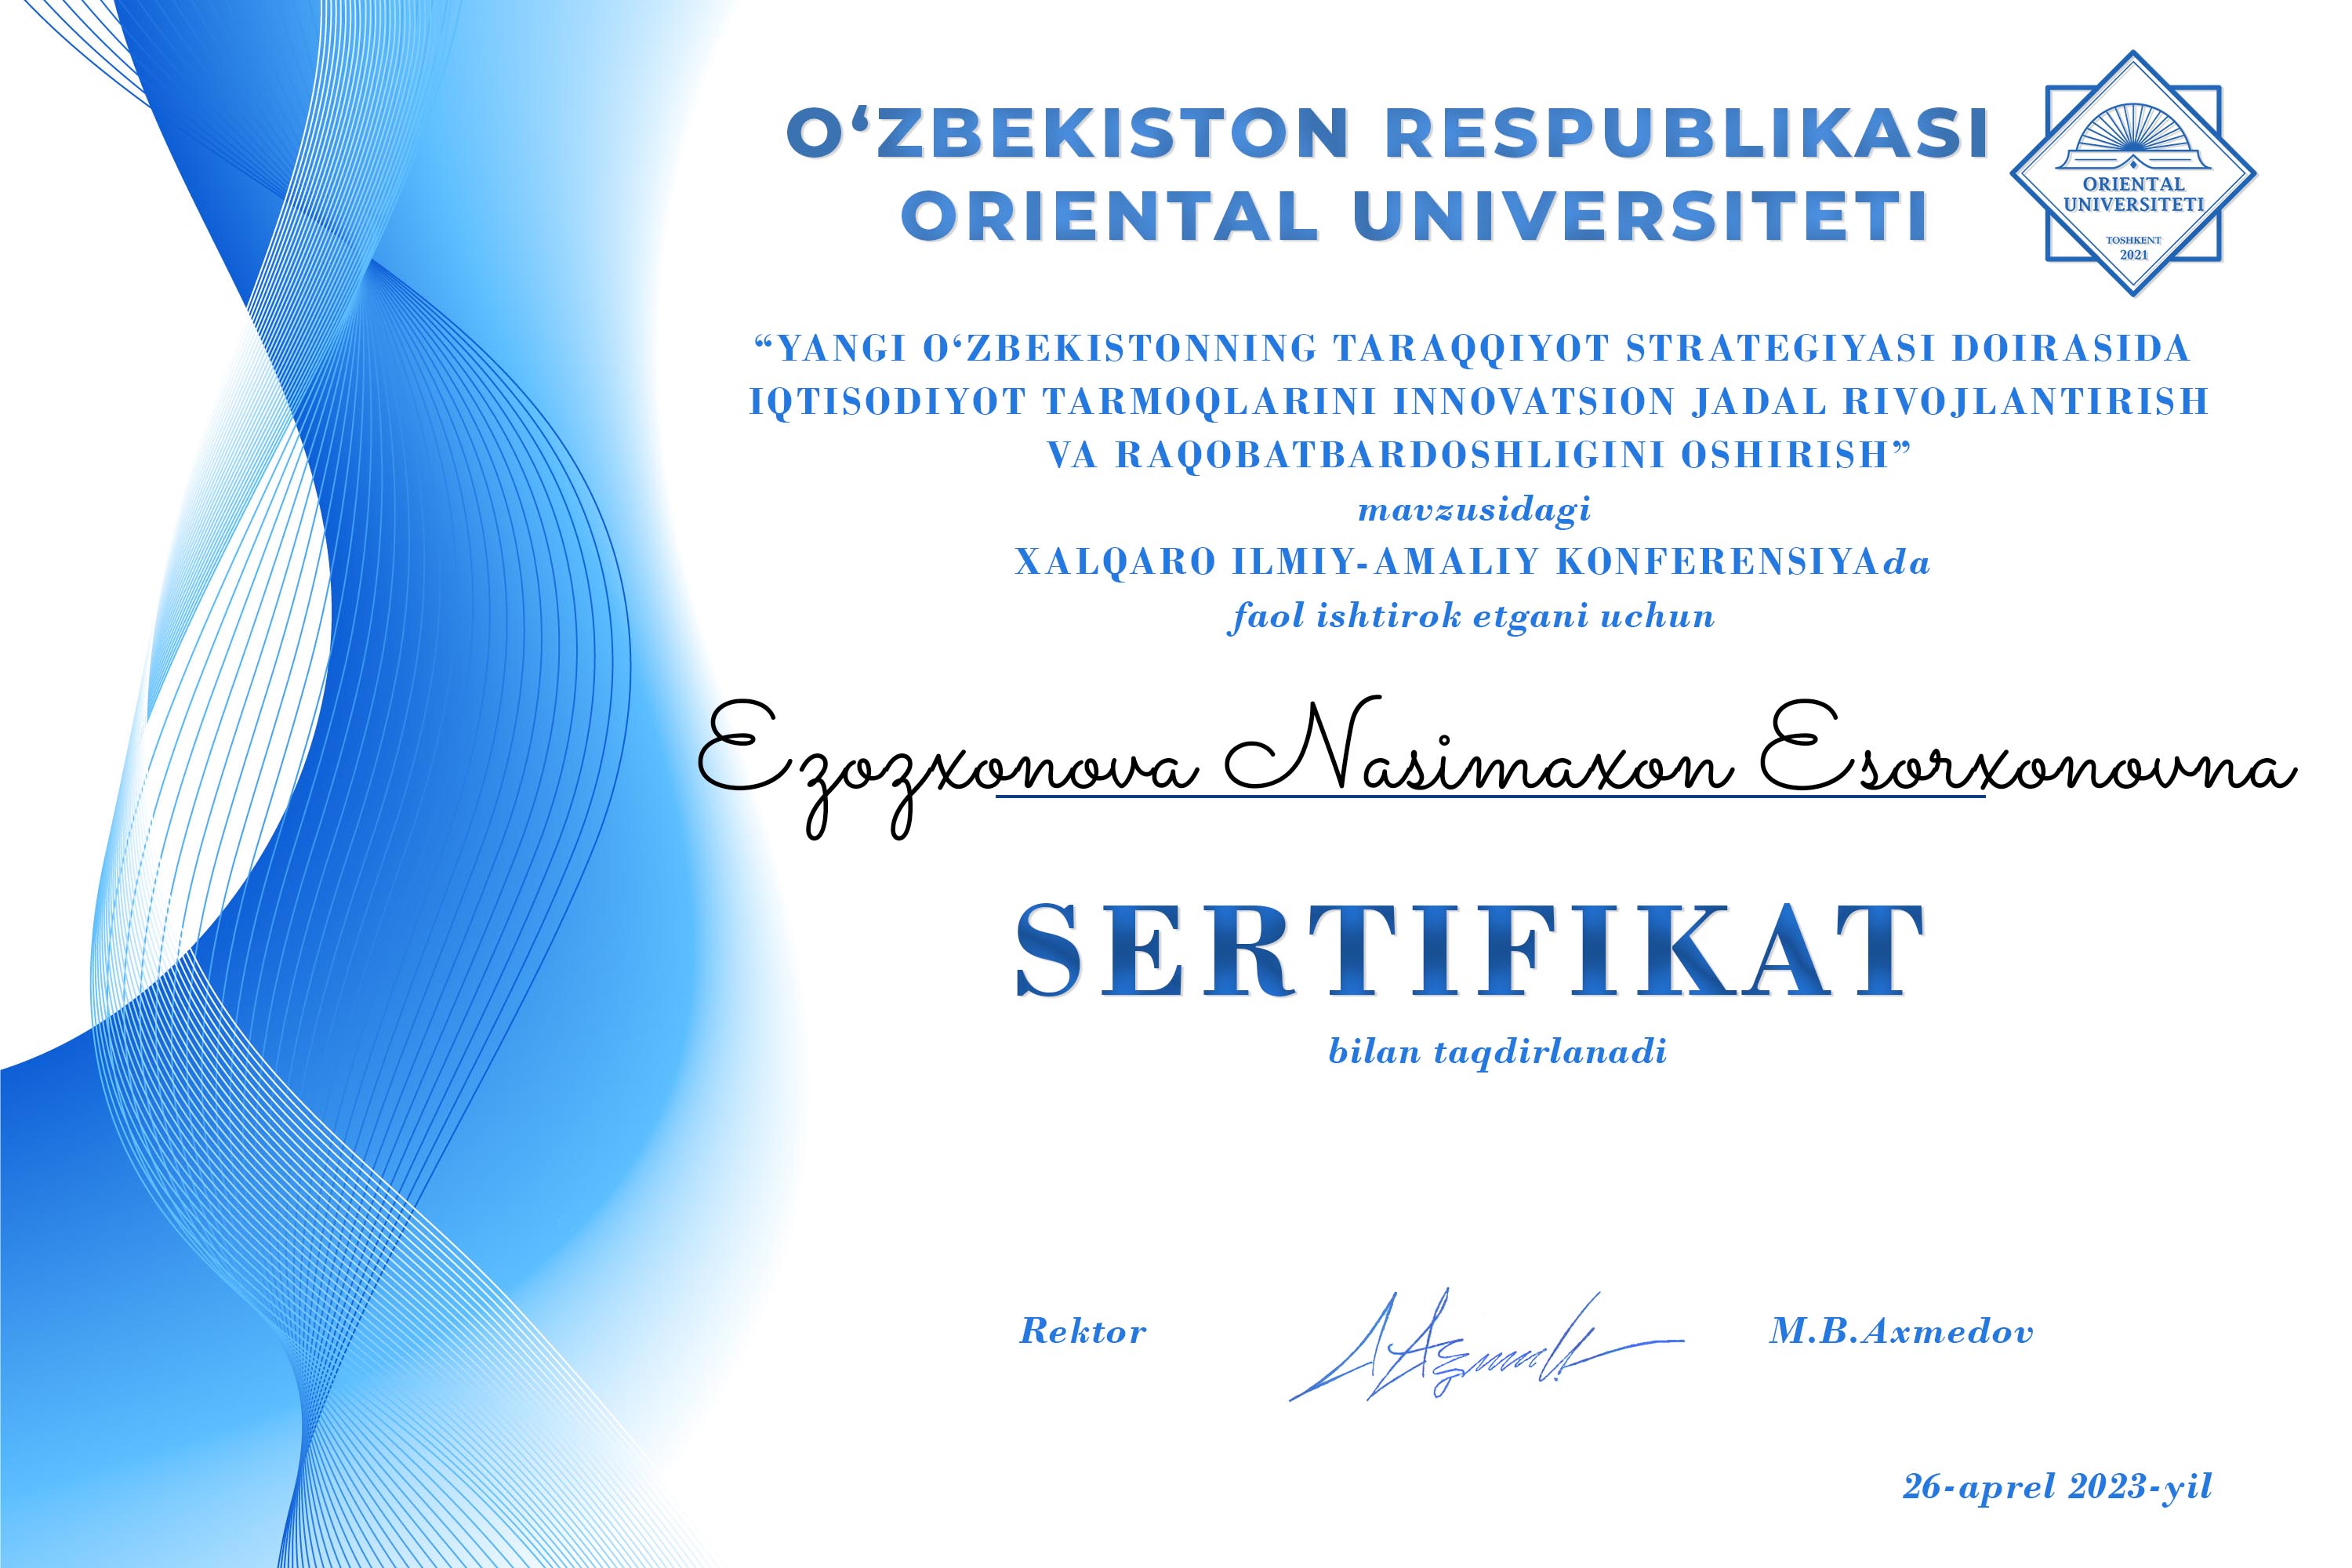 O‘ZBEKISTON RESPUBLIKASI
ORIENTAL UNIVERSITETI
ORIENTAL
UNIVERSITETI
TOSHKENT
2021
“YANGI O‘ZBEKISTONNING TARAQQIYOT STRATEGIYASI DOIRASIDA
IQTISODIYOT TARMOQLARINI INNOVATSION JADAL RIVOJLANTIRISH
VA RAQOBATBARDOSHLIGINI OSHIRISH”
mavzusidagi
XALQARO ILMIY-AMALIY KONFERENSIYAda
faol ishtirok etgani uchun
Ezozxonova Nasimaxon Esorxonovna
SERTIFIKAT
bilan taqdirlanadi
Rektor M.B.Axmedov
26-aprel 2023-yil